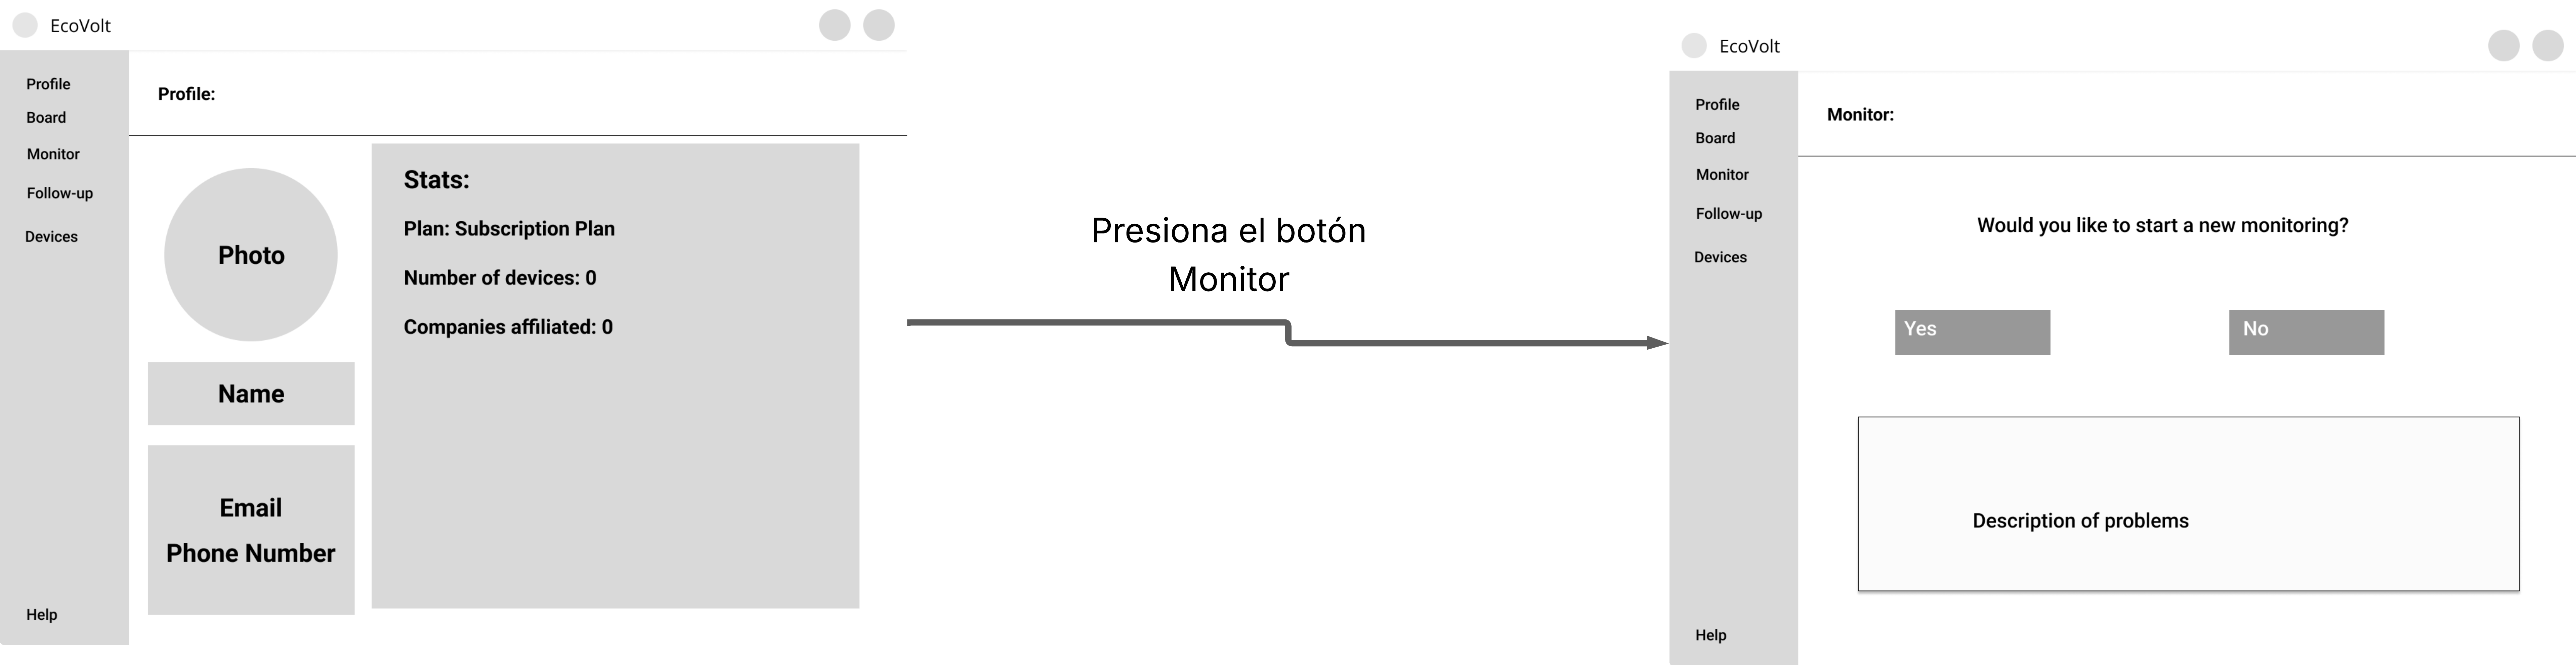 EcoVolt
Profile
Board
Monitor
Follow-up
Devices
Help
Profile:
Photo
Name
Email
Phone Number
Stats:
Plan: Subscription Plan
Number of devices: 0
Companies affiliated: 0
Presiona el botón
Monitor
EcoVolt
Profile
Board
Monitor
Follow-up
Devices
Help
Monitor:
Would you like to start a new monitoring?
Yes
No
Description of problems